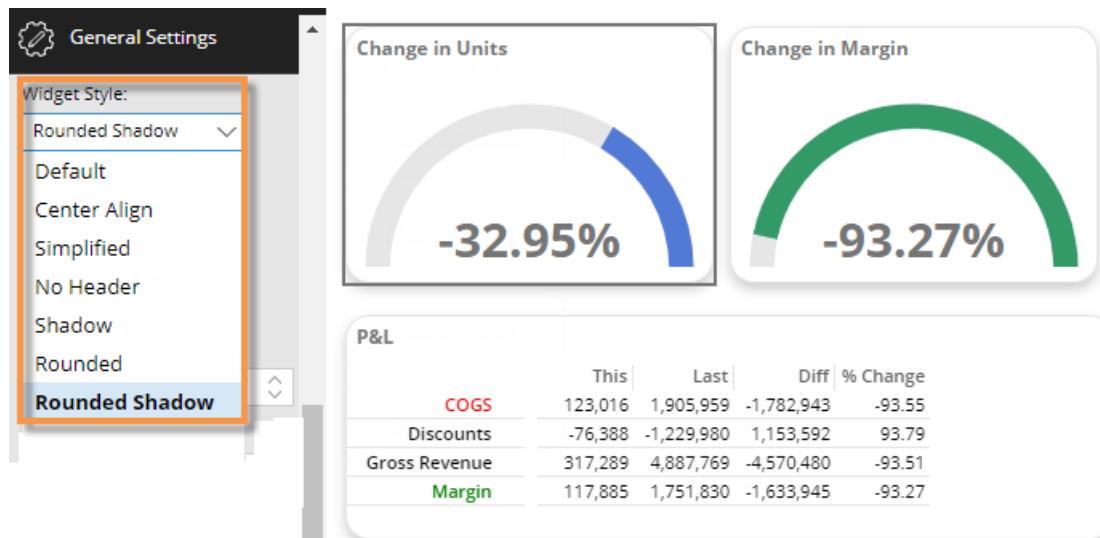 General Settings
Widget Style:
Rounded Shadow
Default
Center Align
Simplified
No Header
Shadow
Rounded
Rounded Shadow
Change in Units
-32.95%
Change in Margin
-93.27%
P&L
This Last Diff % Change
COGS 123,016 1,905,959 -1,782,943 -93.55
Discounts -76,388 -1,229,980 1,153,592 93.79
Gross Revenue 317,289 4,887,769 -4,570,480 -93.51
Margin 117,885 1,751,830 -1,633,945 -93.27